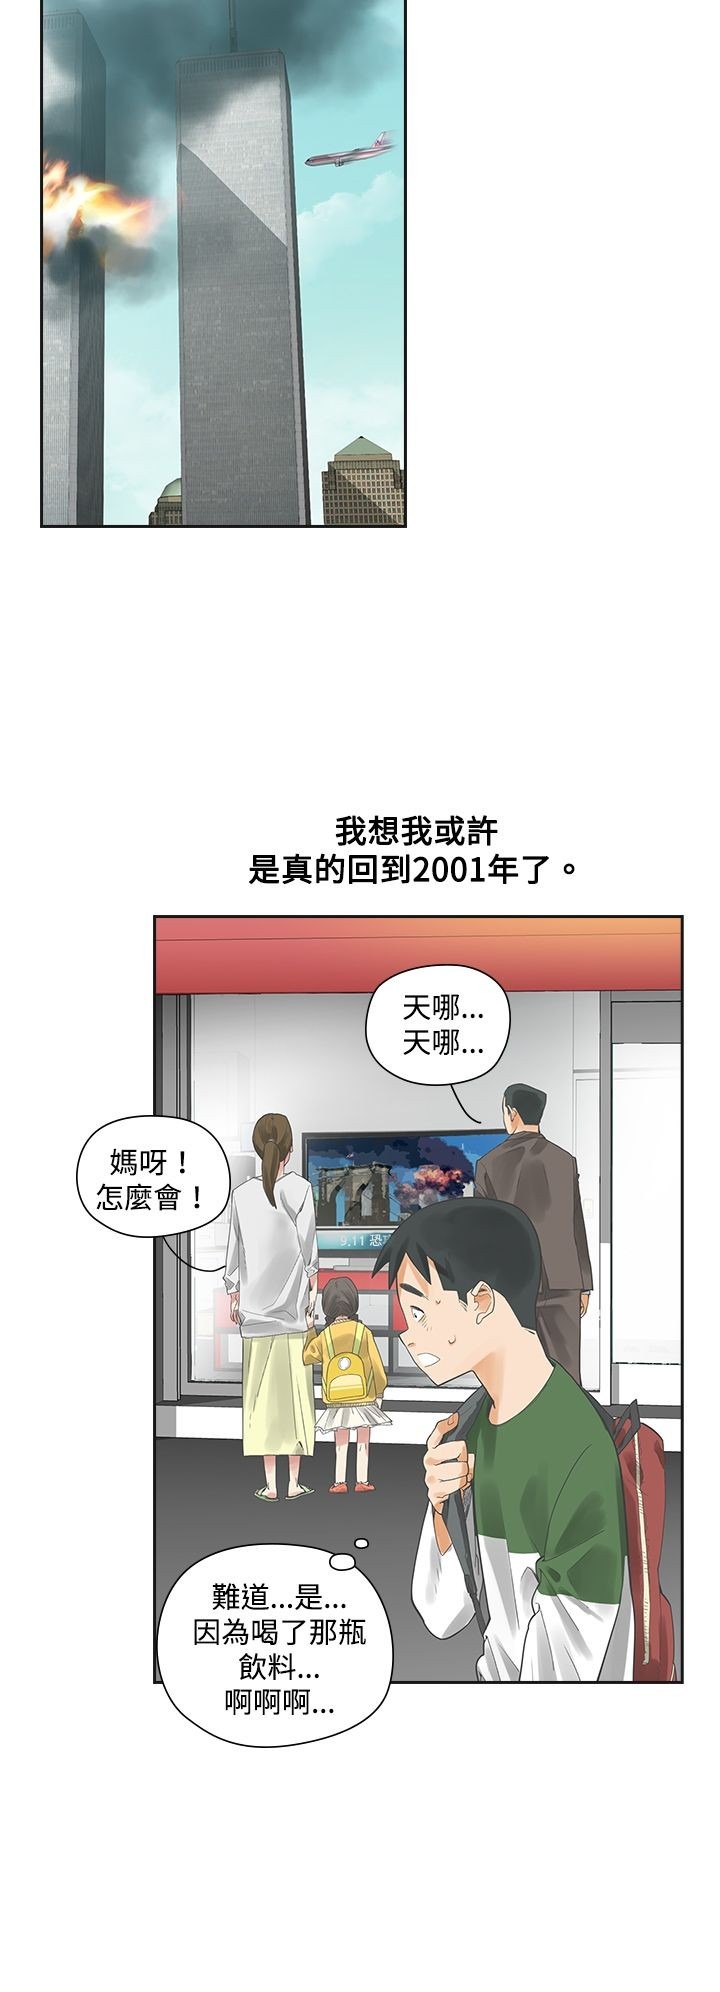 我想我或許
是真的回到2001年了。
天哪...
天哪...
媽呀！
怎麼會！
9.11 恐
難道...是...
因為喝了那瓶
飲料...
啊啊啊...